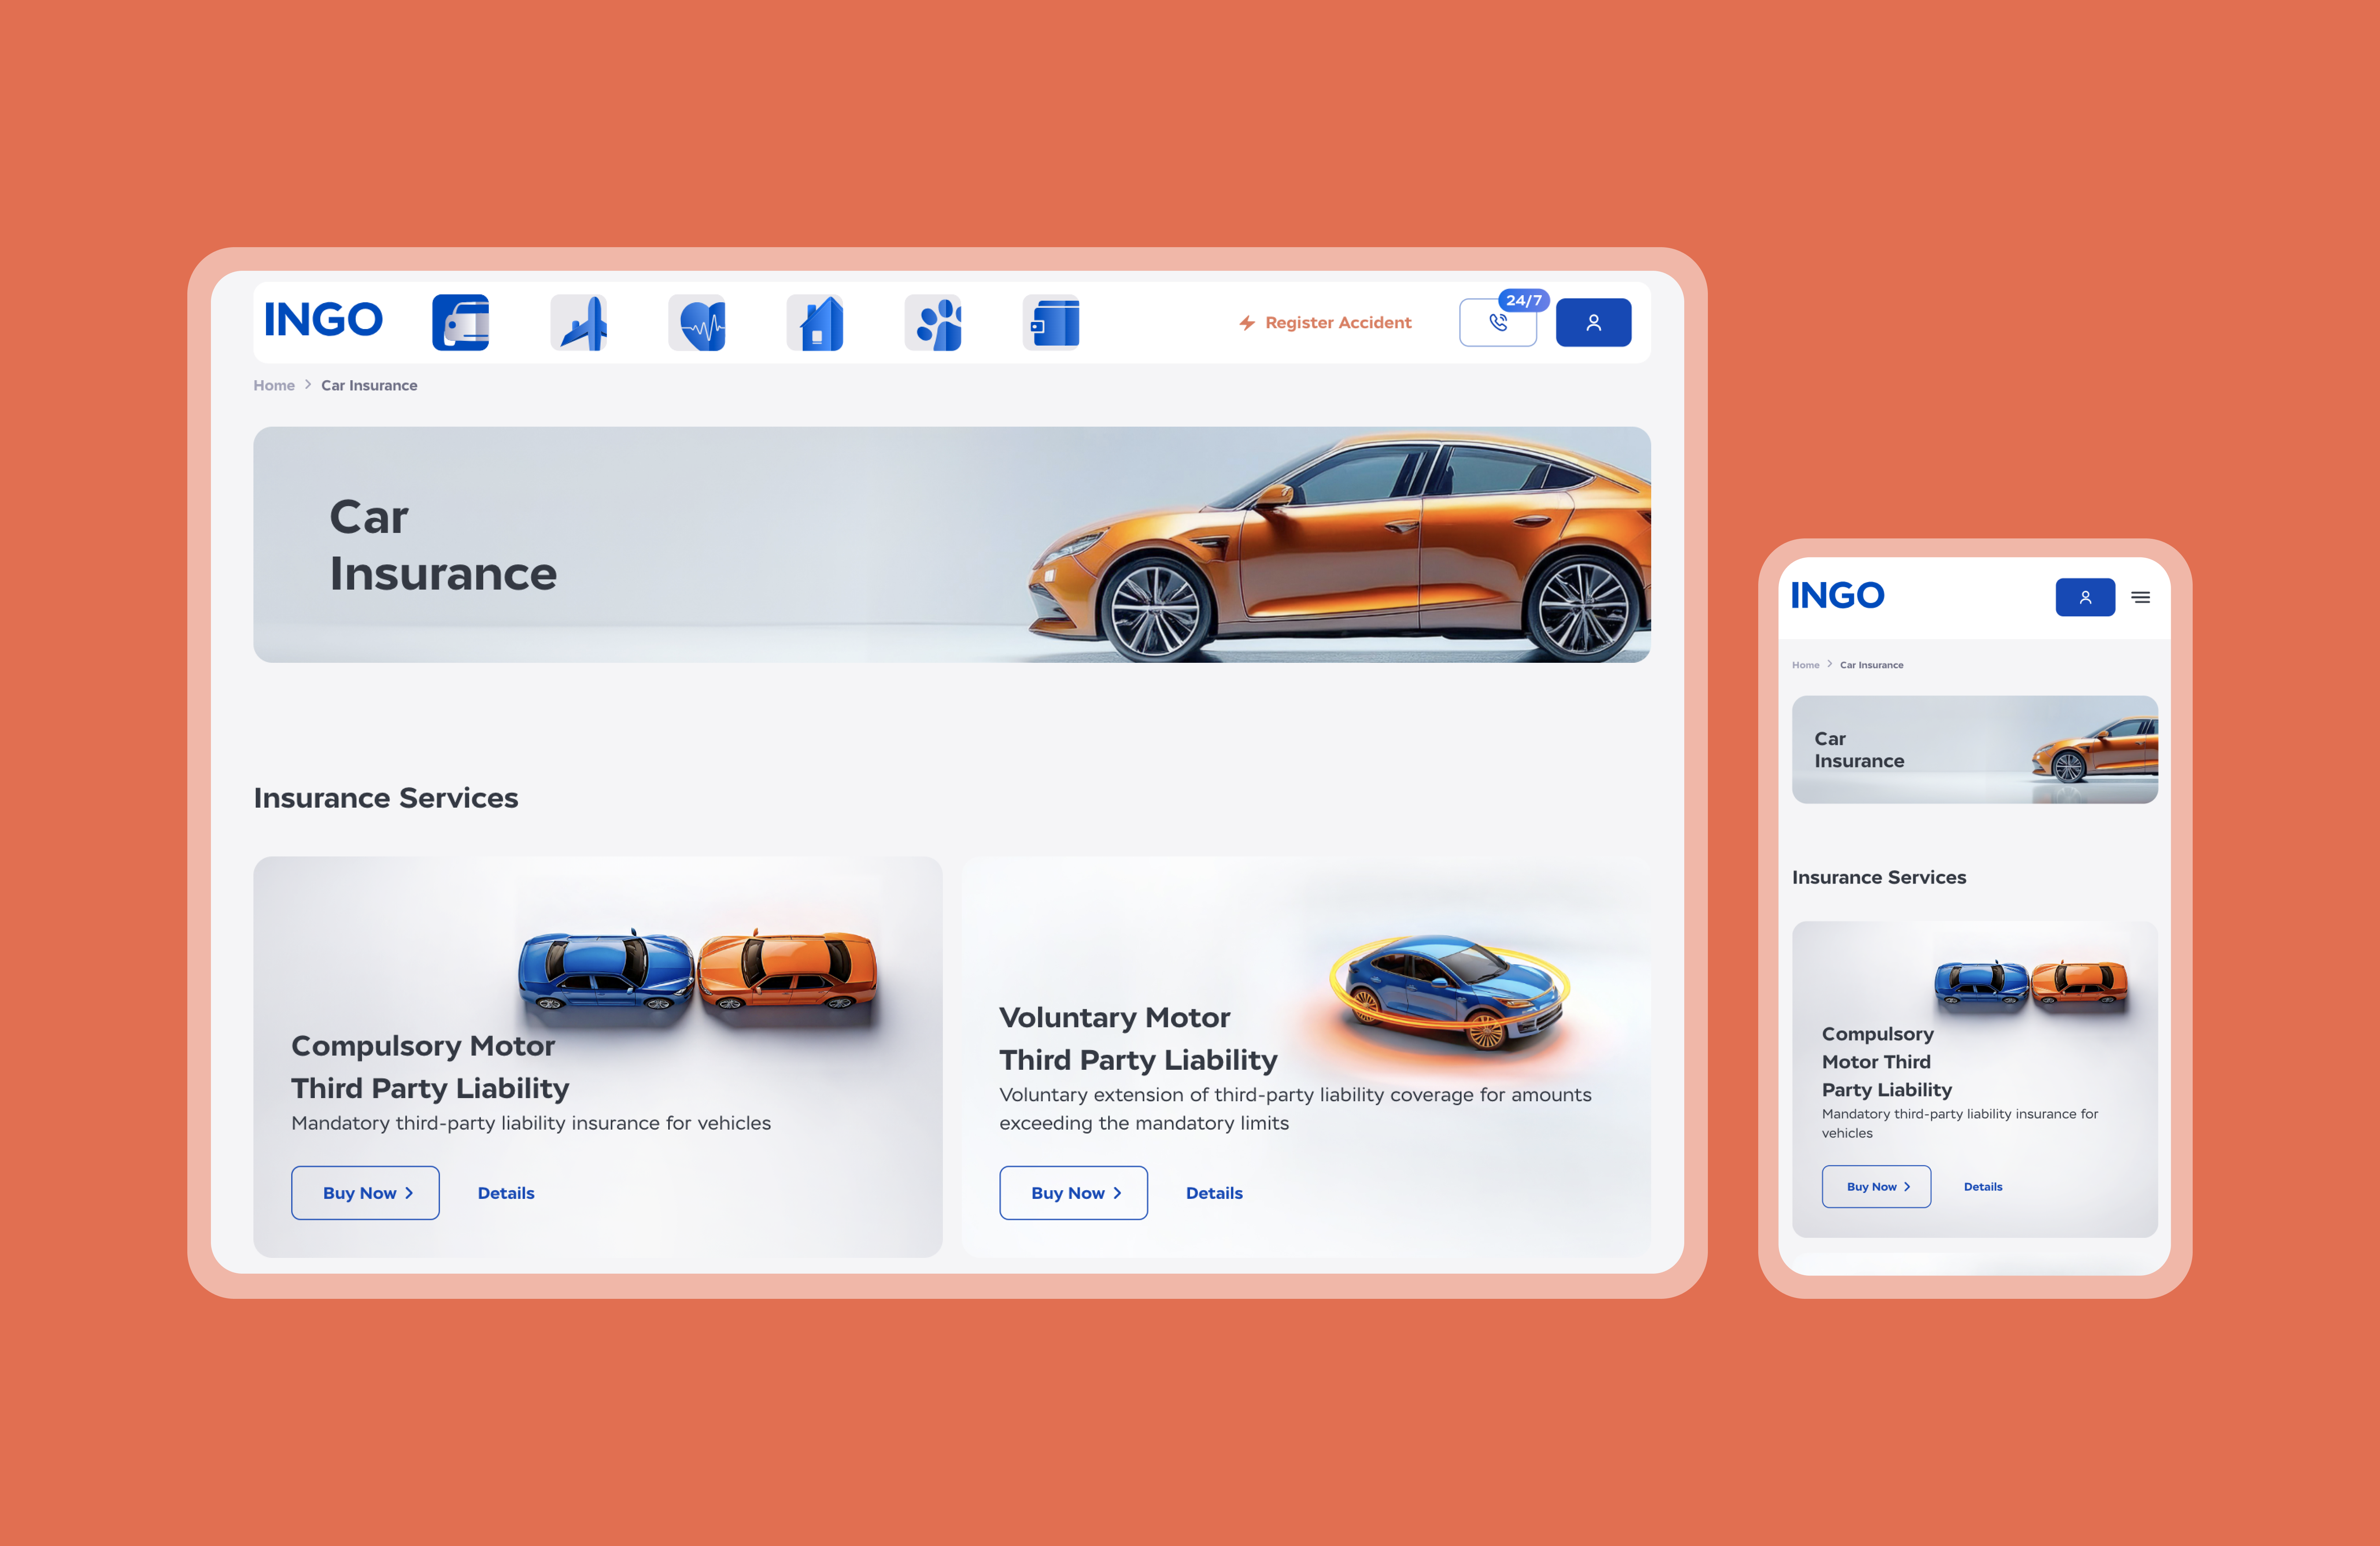 INGO
Register Accident
24/7
Home > Car Insurance
Car
Insurance
Insurance Services
Compulsory Motor
Third Party Liability
Mandatory third-party liability insurance for vehicles
Buy Now >
Details
Voluntary Motor
Third Party Liability
Voluntary extension of third-party liability coverage for amounts
exceeding the mandatory limits
Buy Now >
Details
INGO
Home > Car Insurance
Car
Insurance
Insurance Services
Compulsory
Motor Third
Party Liability
Mandatory third-party liability insurance for
vehicles
Buy Now >
Details